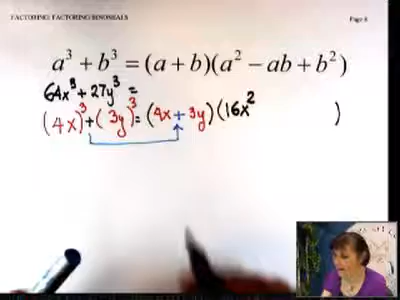 FACTORING: FACTORING BINOMIALS Page 8
a³ + b³ = (a + b)(a² − ab + b²)
64x³ + 27y³ =
(4x)³ + (3y)³ = (4x + 3y)(16x² )